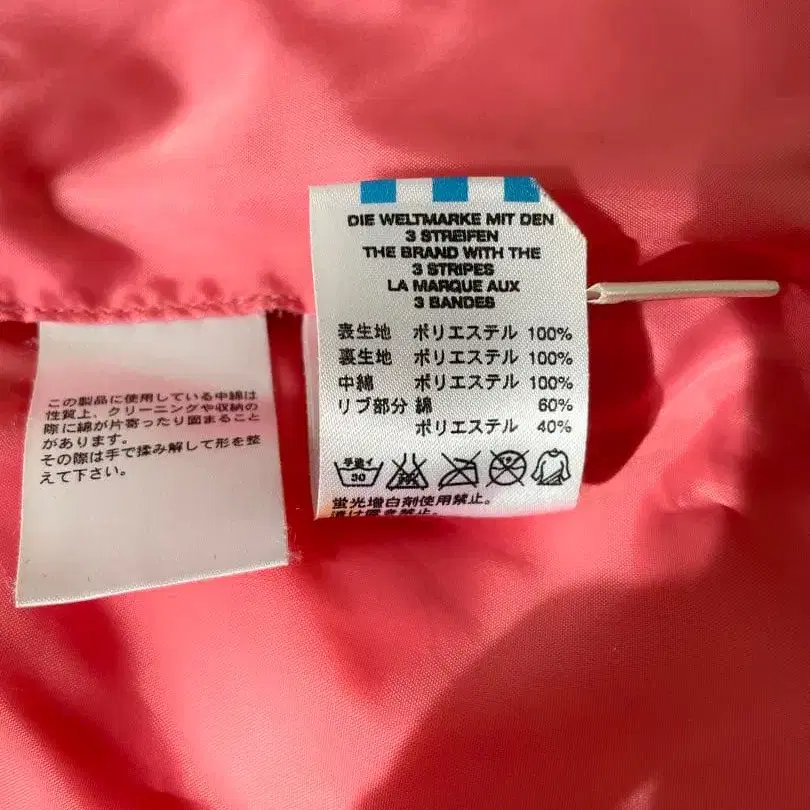 この製品に使用している中綿は
性質上、クリーニングや収納の
際に綿が片寄ったり固まること
があります。
その際は手で揉み解して形を整
えて下さい。
DIE WELTMARKE MIT DEN
3 STREIFEN
THE BRAND WITH THE
3 STRIPES
LA MARQUE AUX
3 BANDES
表生地 ポリエステル 100%
裏生地 ポリエステル 100%
中綿 ポリエステル 100%
リブ部分 綿 60%
ポリエステル 40%
手洗イ
30
蛍光増白剤使用禁止。